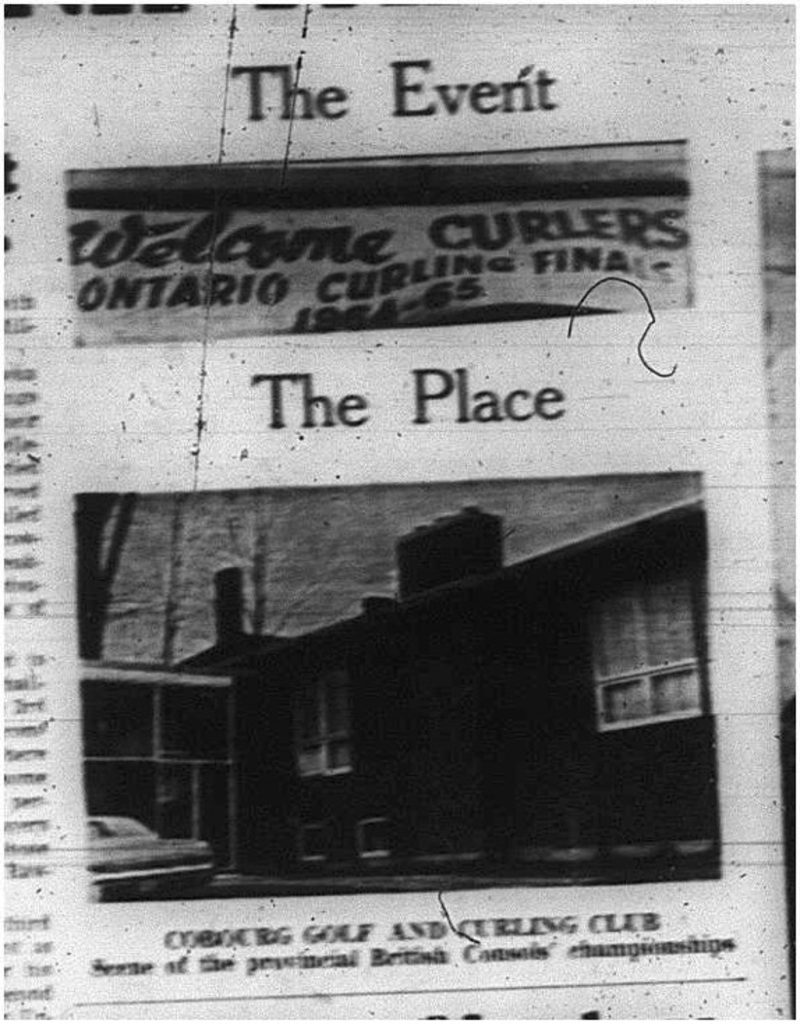 The Event
Welcome CURLERS
ONTARIO CURLING FINALS
1964-65
The Place
COBOURG GOLF AND CURLING CLUB
Scene of the provincial British Consols' championships